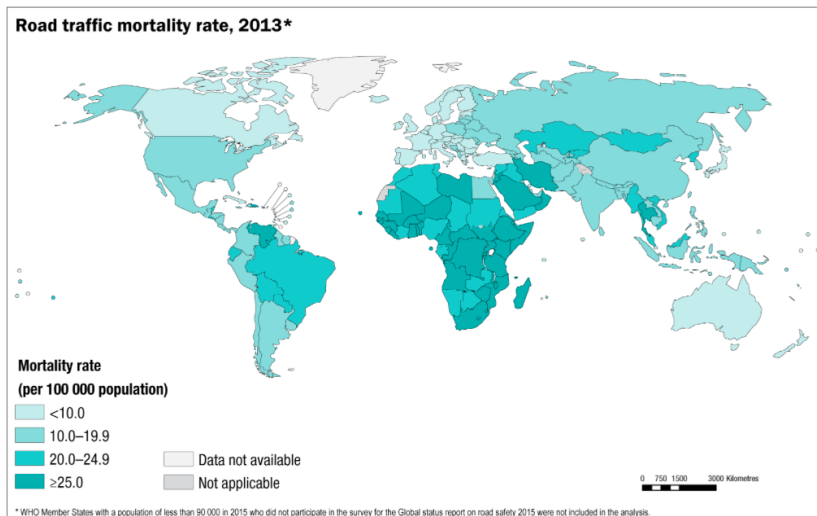 Road traffic mortality rate, 2013*
Mortality rate
(per 100 000 population)
<10.0
10.0–19.9
20.0–24.9
≥25.0
Data not available
Not applicable
0 750 1500 3000 Kilometres
* WHO Member States with a population of less than 90 000 in 2015 who did not participate in the survey for the Global status report on road safety 2015 were not included in the analysis.